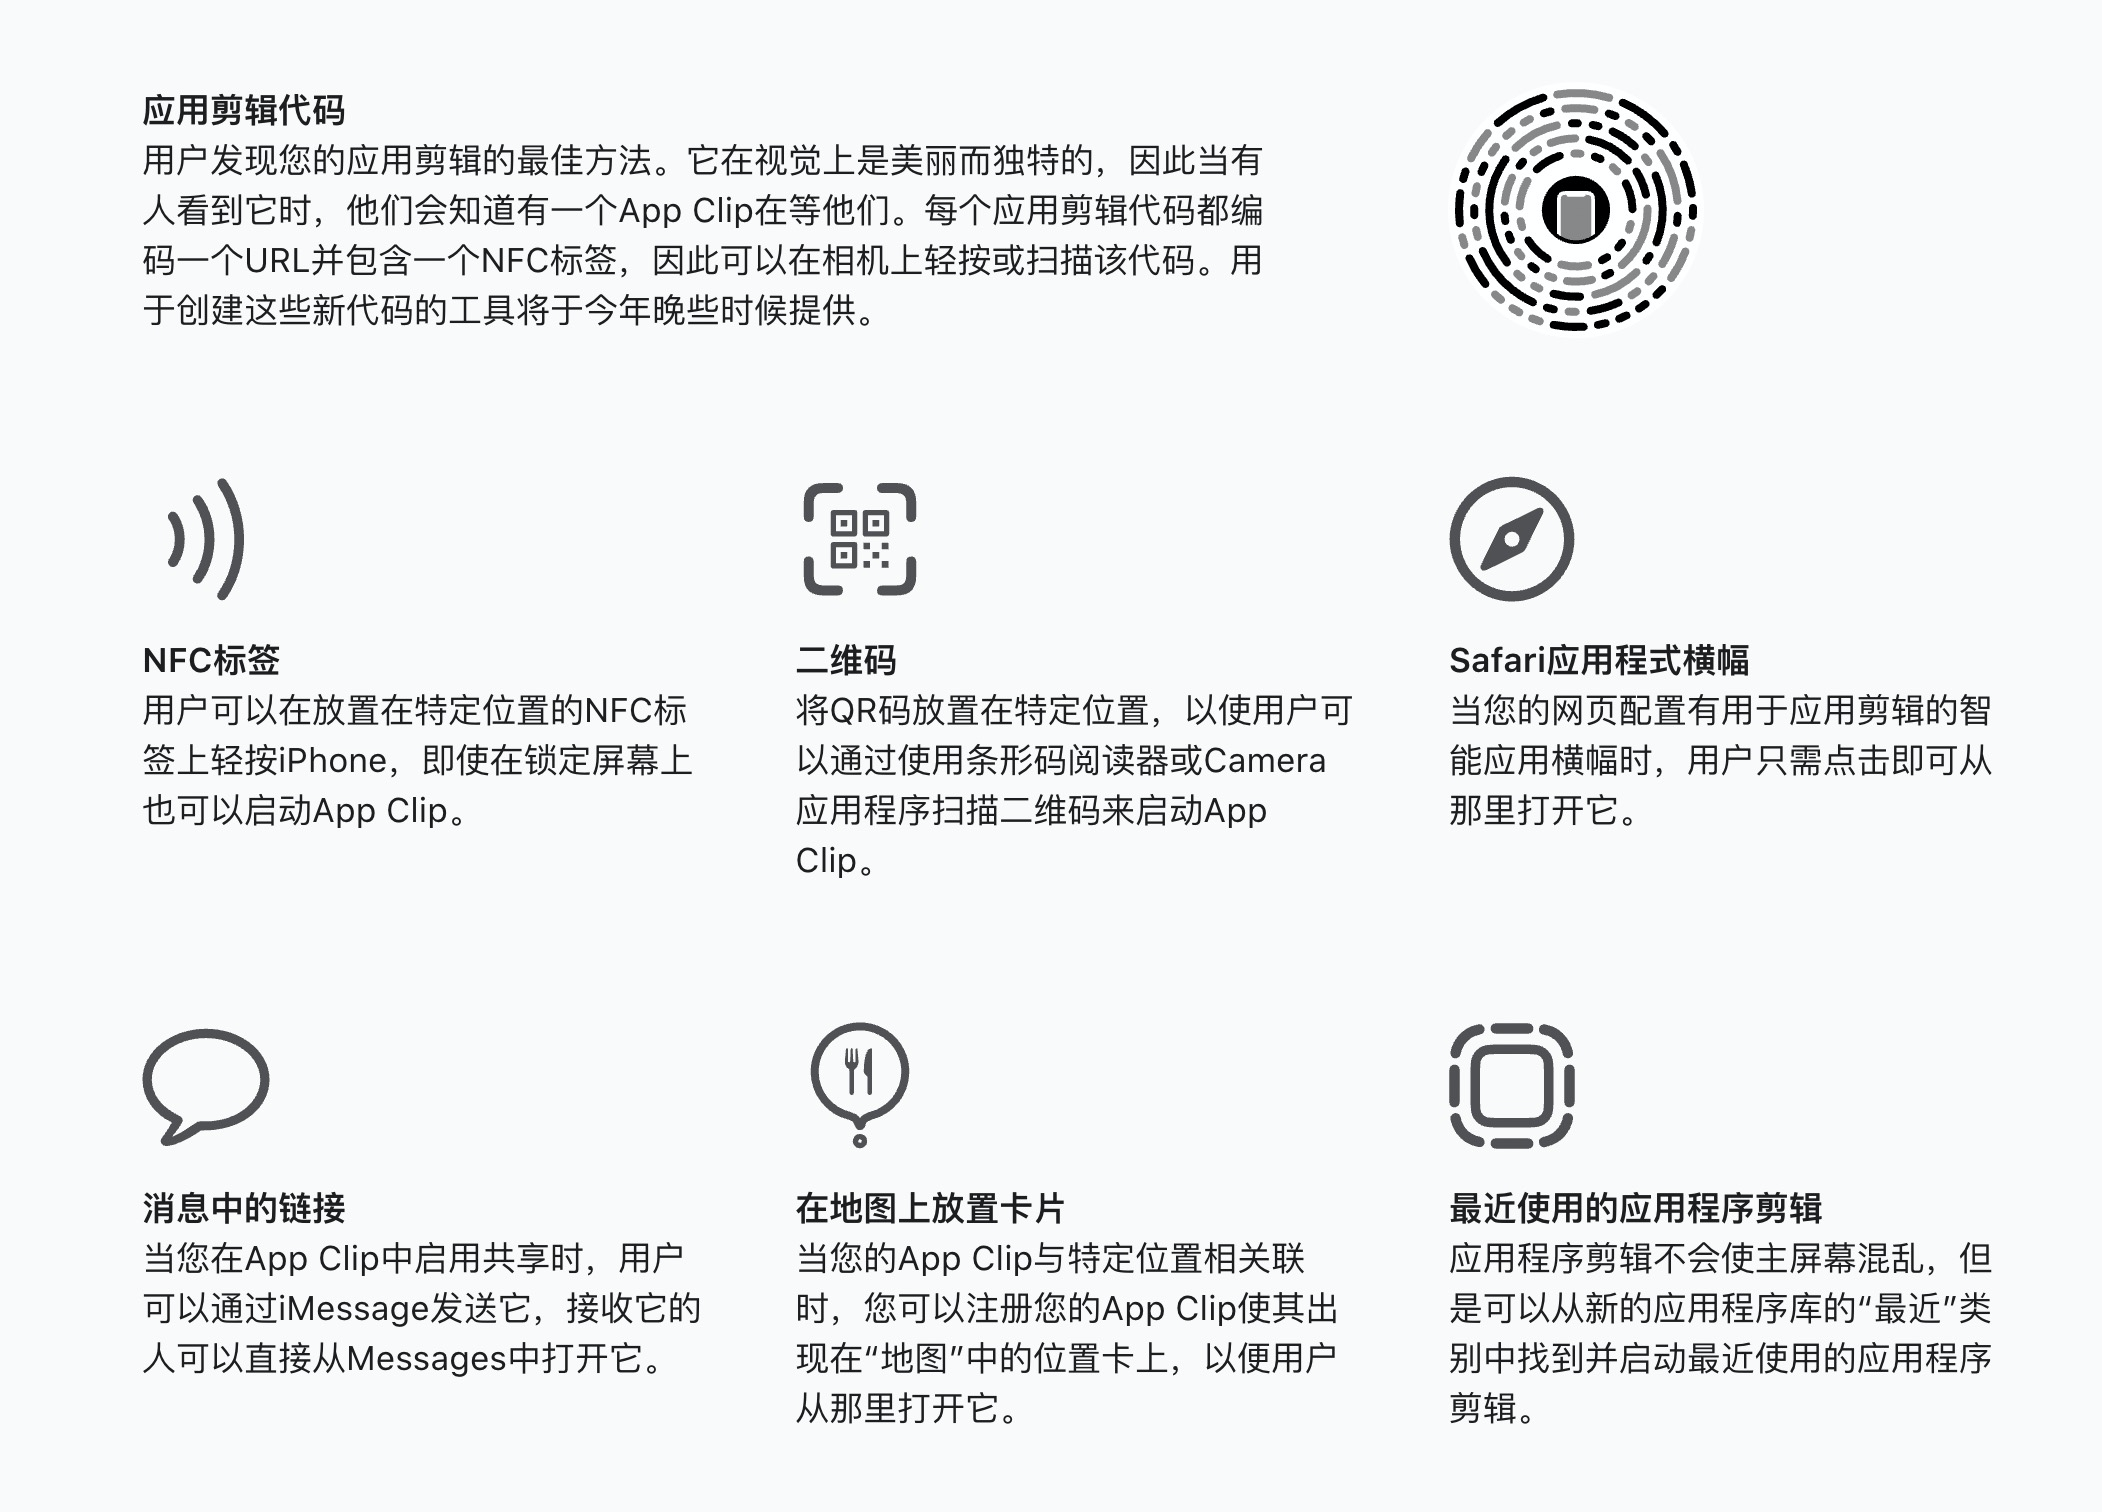 应用剪辑代码
用户发现您的应用剪辑的最佳方法。它在视觉上是美丽而独特的，因此当有
人看到它时，他们会知道有一个App Clip在等他们。每个应用剪辑代码都编
码一个URL并包含一个NFC标签，因此可以在相机上轻按或扫描该代码。用
于创建这些新代码的工具将于今年晚些时候提供。
NFC标签
用户可以在放置在特定位置的NFC标
签上轻按iPhone，即使在锁定屏幕上
也可以启动App Clip。
二维码
将QR码放置在特定位置，以使用户可
以通过使用条形码阅读器或Camera
应用程序扫描二维码来启动App
Clip。
Safari应用程式横幅
当您的网页配置有用于应用剪辑的智
能应用横幅时，用户只需点击即可从
那里打开它。
消息中的链接
当您在App Clip中启用共享时，用户
可以通过iMessage发送它，接收它的
人可以直接从Messages中打开它。
在地图上放置卡片
当您的App Clip与特定位置相关联
时，您可以注册您的App Clip使其出
现在“地图”中的位置卡上，以便用户
从那里打开它。
最近使用的应用程序剪辑
应用程序剪辑不会使主屏幕混乱，但
是可以从新的应用程序库的“最近”类
别中找到并启动最近使用的应用程序
剪辑。